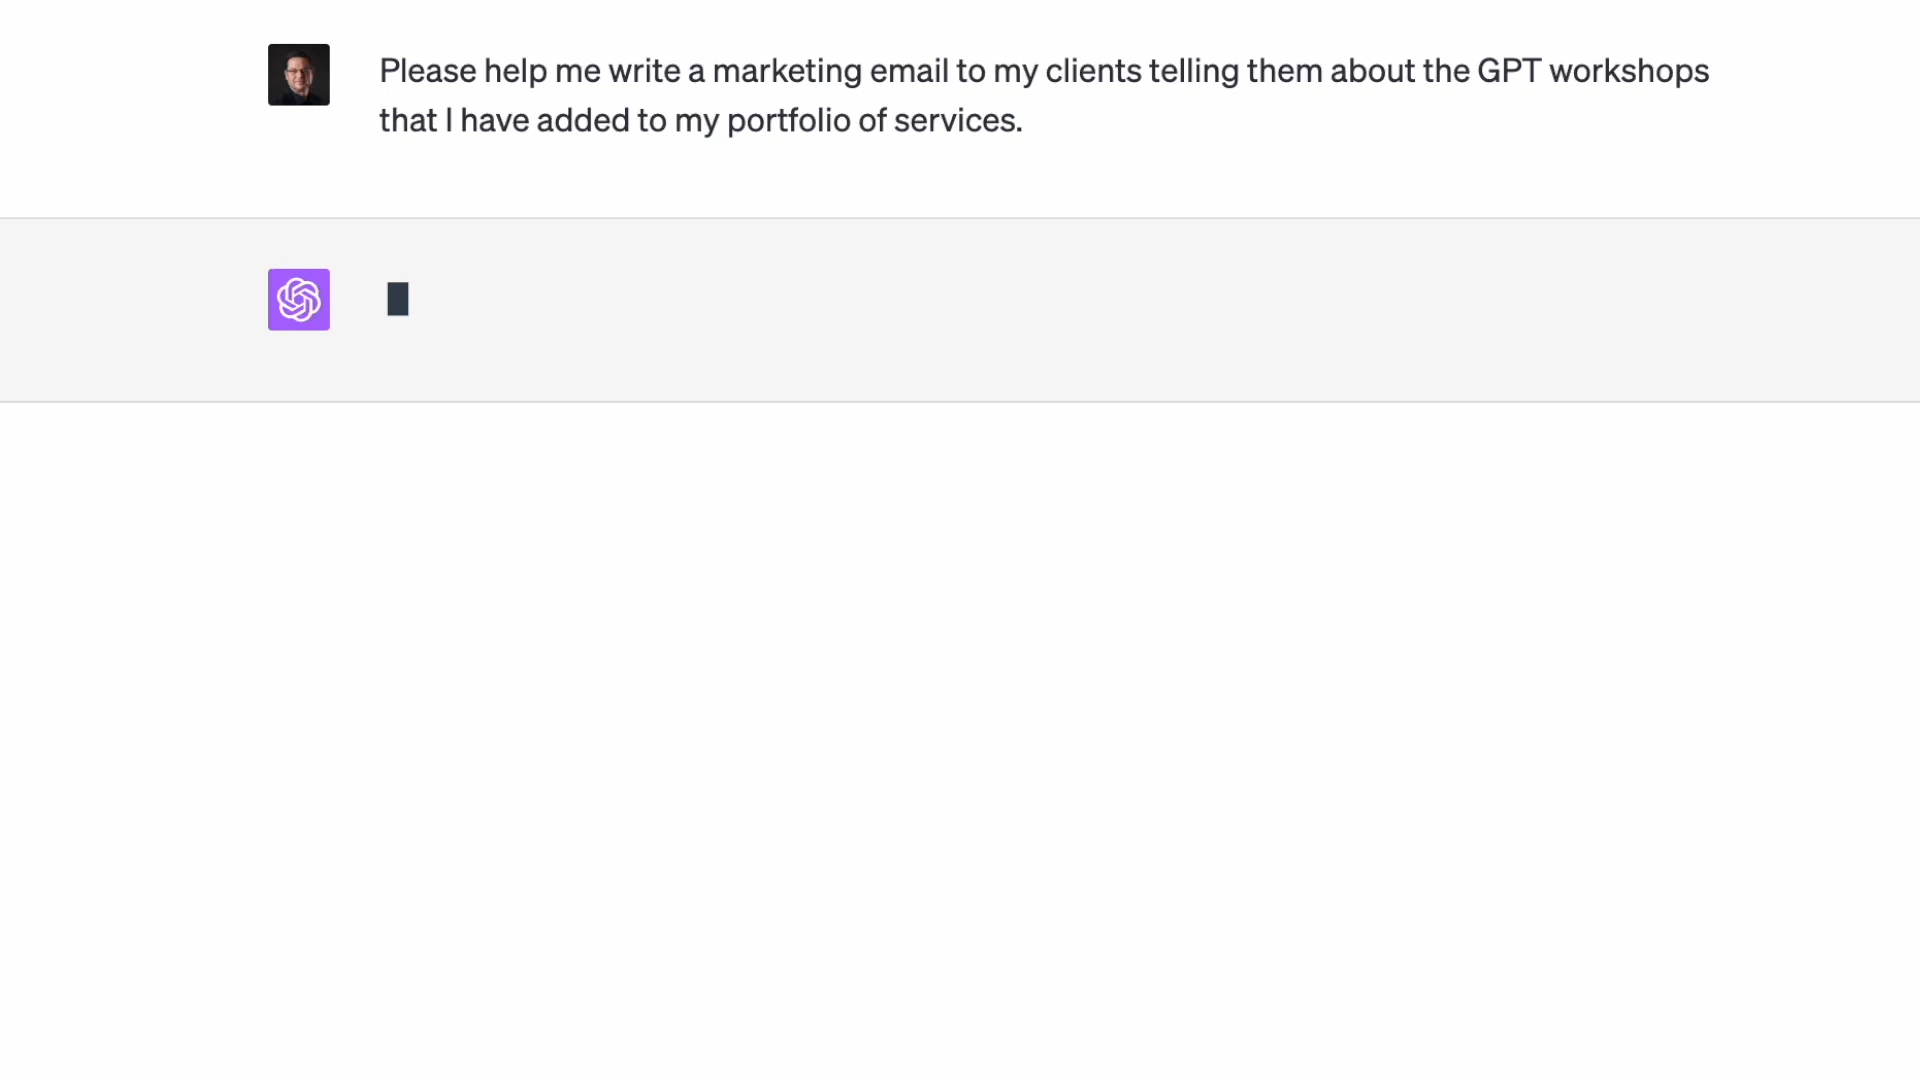 Please help me write a marketing email to my clients telling them about the GPT workshops
that I have added to my portfolio of services.